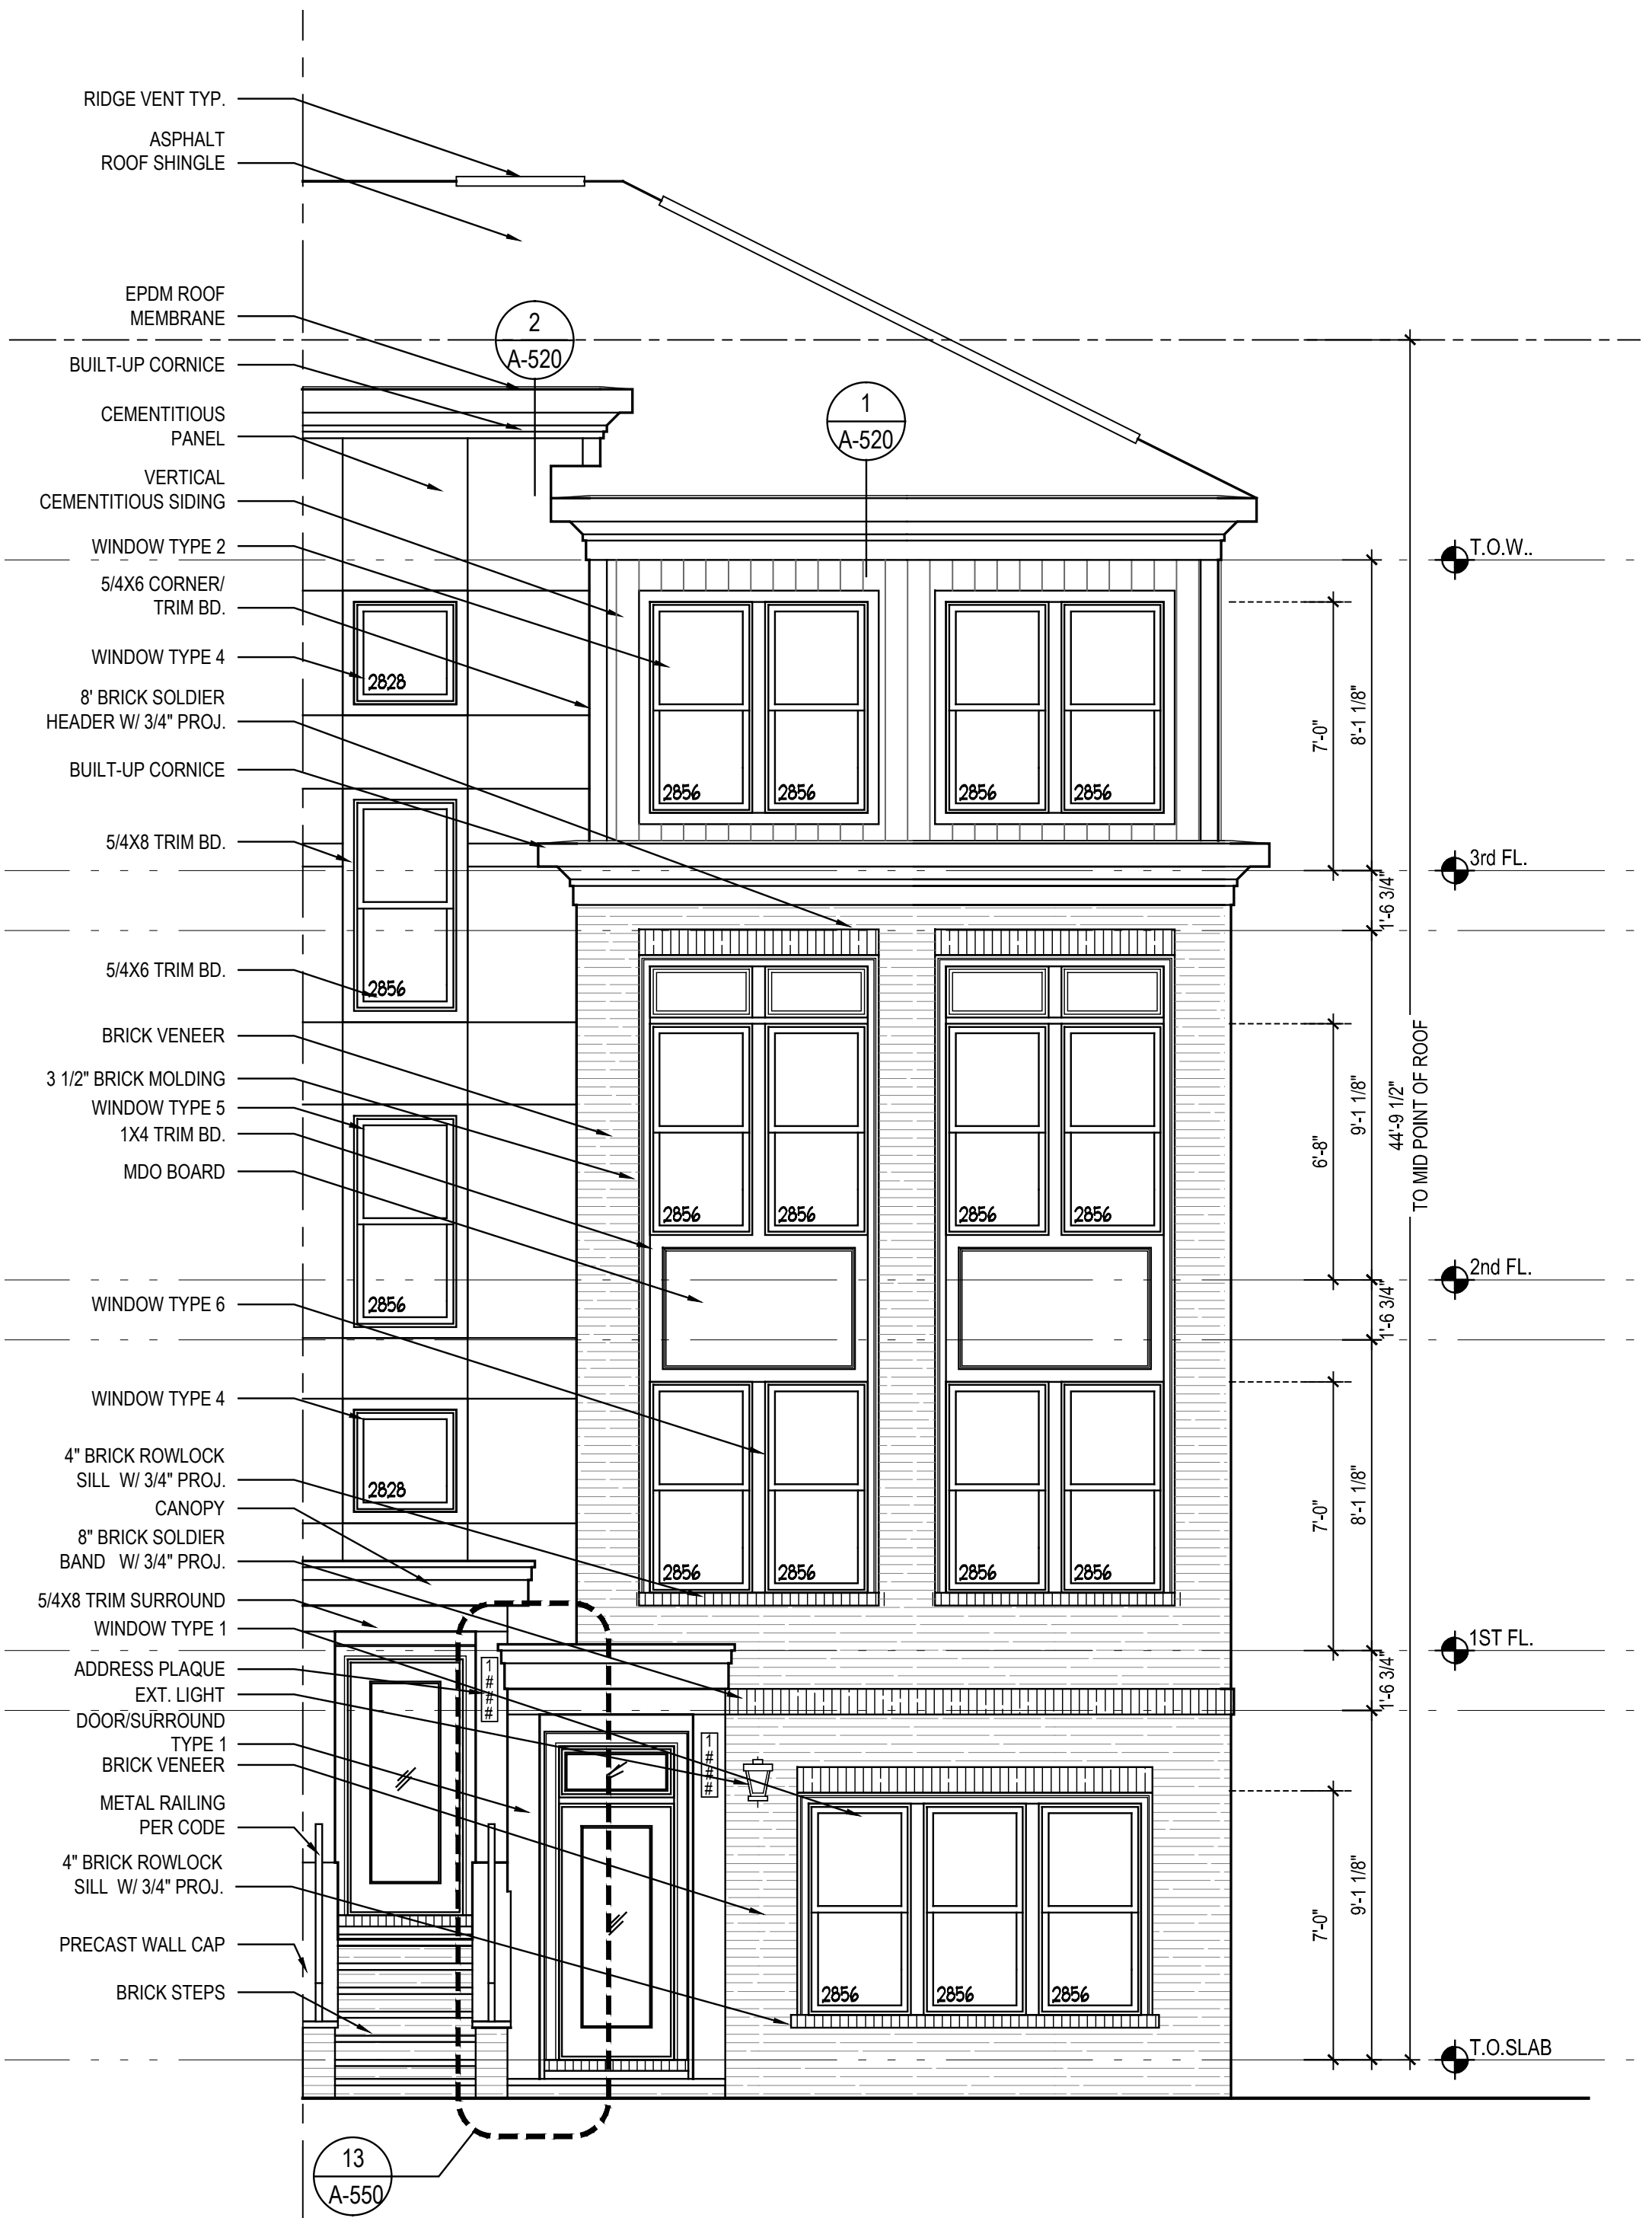 RIDGE VENT TYP.
ASPHALT
ROOF SHINGLE
EPDM ROOF
MEMBRANE
BUILT-UP CORNICE
CEMENTITIOUS
PANEL
VERTICAL
CEMENTITIOUS SIDING
WINDOW TYPE 2
5/4X6 CORNER/
TRIM BD.
WINDOW TYPE 4
8' BRICK SOLDIER
HEADER W/ 3/4" PROJ.
BUILT-UP CORNICE
5/4X8 TRIM BD.
5/4X6 TRIM BD.
BRICK VENEER
3 1/2" BRICK MOLDING
WINDOW TYPE 5
1X4 TRIM BD.
MDO BOARD
WINDOW TYPE 6
WINDOW TYPE 4
4" BRICK ROWLOCK
SILL W/ 3/4" PROJ.
CANOPY
8" BRICK SOLDIER
BAND W/ 3/4" PROJ.
5/4X8 TRIM SURROUND
WINDOW TYPE 1
ADDRESS PLAQUE
EXT. LIGHT
DOOR/SURROUND
TYPE 1
BRICK VENEER
METAL RAILING
PER CODE
4" BRICK ROWLOCK
SILL W/ 3/4" PROJ.
PRECAST WALL CAP
BRICK STEPS
2
A-520
1
A-520
2828
2856
2856
2828
2856 2856 2856 2856
2856 2856 2856 2856
2856 2856 2856 2856
2856 2856 2856
1###
1###
13
A-550
7'-0"
8'-1 1/8"
1'-6 3/4"
6'-8"
9'-1 1/8"
44'-9 1/2"
TO MID POINT OF ROOF
1'-6 3/4"
7'-0"
8'-1 1/8"
1'-6 3/4"
7'-0"
9'-1 1/8"
T.O.W..
3rd FL.
2nd FL.
1ST FL.
T.O.SLAB